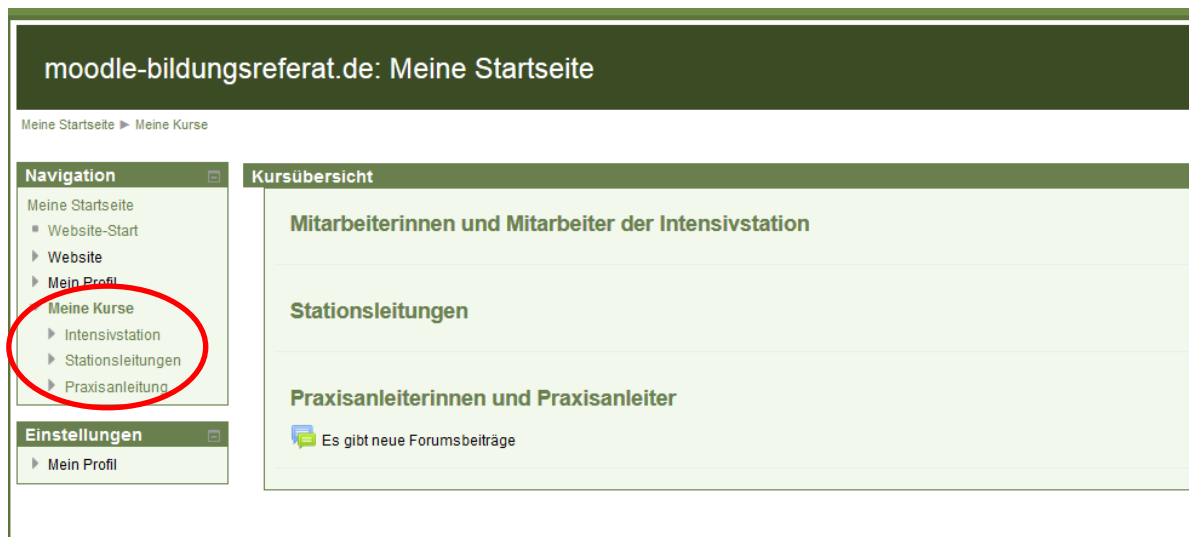 moodle-bildungsreferat.de: Meine Startseite
Meine Startseite ► Meine Kurse
Navigation
Meine Startseite
Website-Start
Website
Mein Profil
Meine Kurse
Intensivstation
Stationsleitungen
Praxisanleitung
Einstellungen
Mein Profil
Kursübersicht
Mitarbeiterinnen und Mitarbeiter der Intensivstation
Stationsleitungen
Praxisanleiterinnen und Praxisanleiter
Es gibt neue Forumsbeiträge